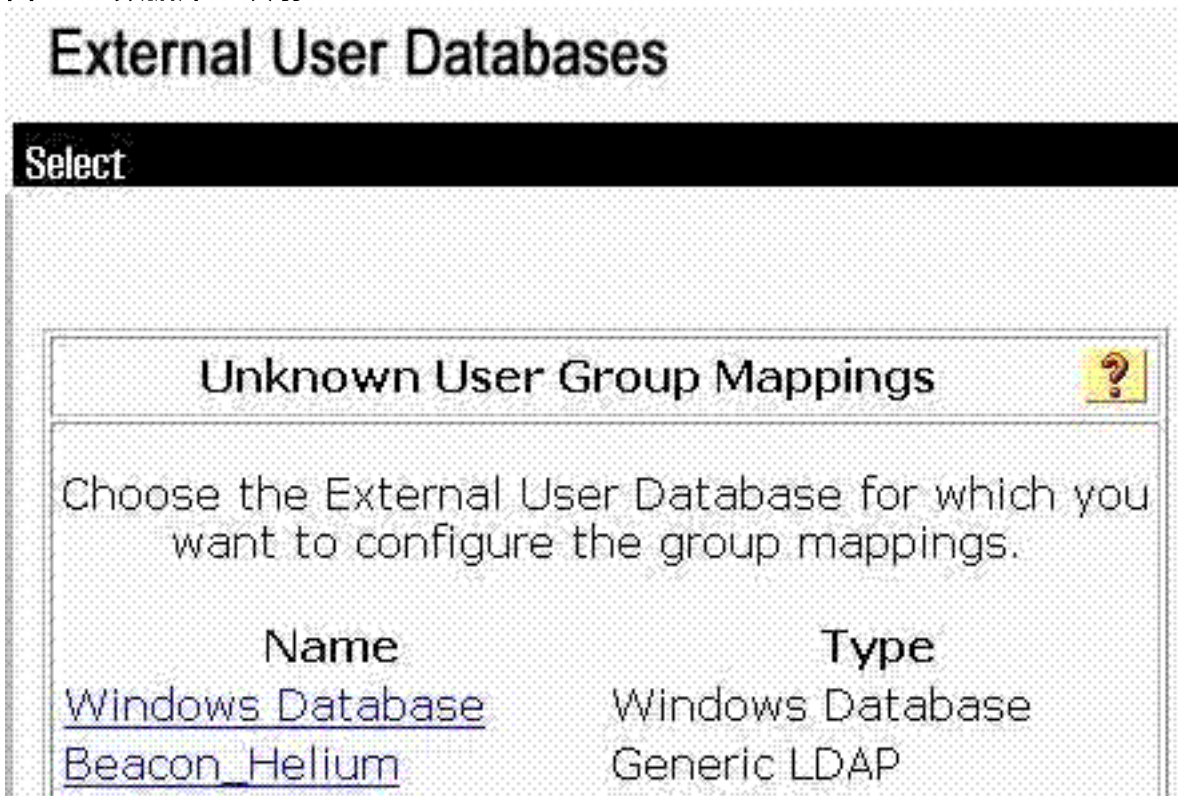 External User Databases
Select
Unknown User Group Mappings
?
Choose the External User Database for which you
want to configure the group mappings.
Name Type
Windows Database Windows Database
Beacon_Helium Generic LDAP